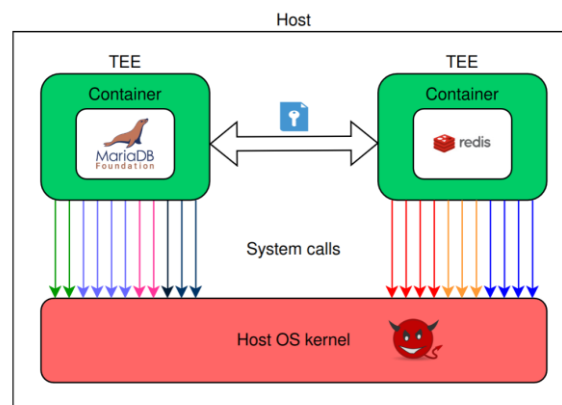 Host
TEE
TEE
Container
Container
MariaDB
Foundation
redis
System calls
Host OS kernel